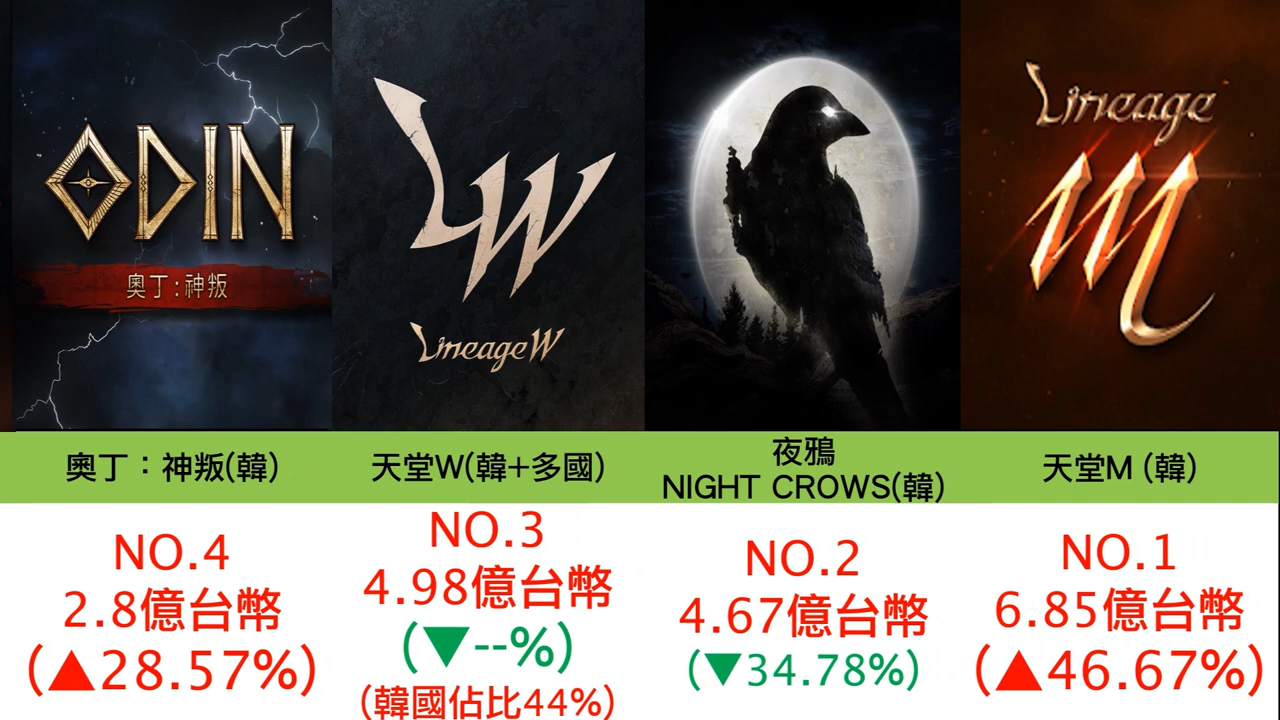 ODIN
奧丁:神叛
LW
Lineage W
Lineage
M
奧丁：神叛(韓)
天堂W(韓+多國)
夜鴉
NIGHT CROWS(韓)
天堂M (韓)
NO.4
2.8億台幣
(▲28.57%)
NO.3
4.98億台幣
(▼--%)
(韓國佔比44%)
NO.2
4.67億台幣
(▼34.78%)
NO.1
6.85億台幣
(▲46.67%)